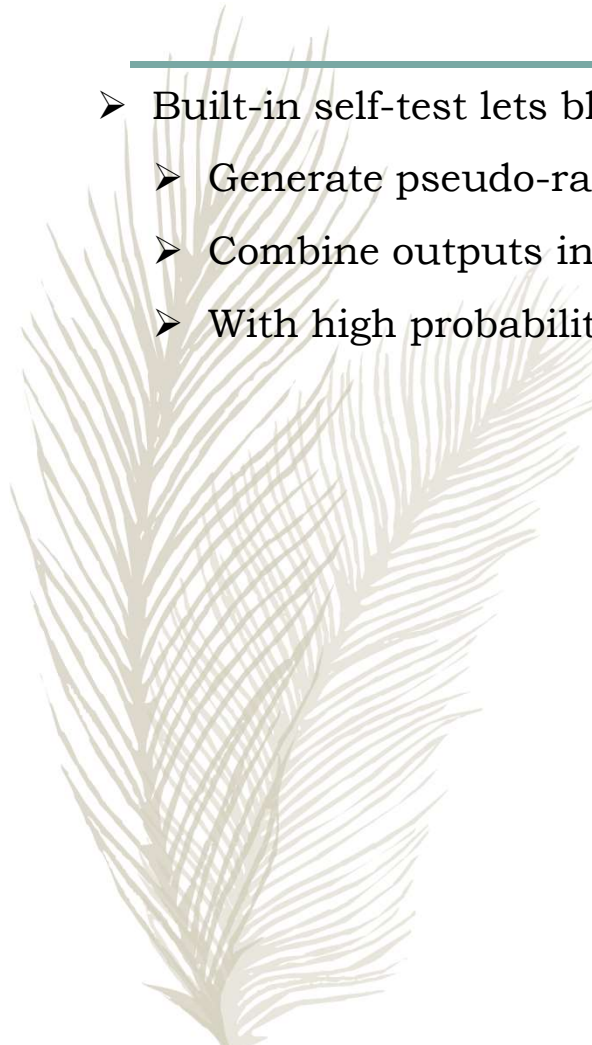 ➢ Built-in self-test lets bl
➢ Generate pseudo-ra
➢ Combine outputs in
➢ With high probabilit